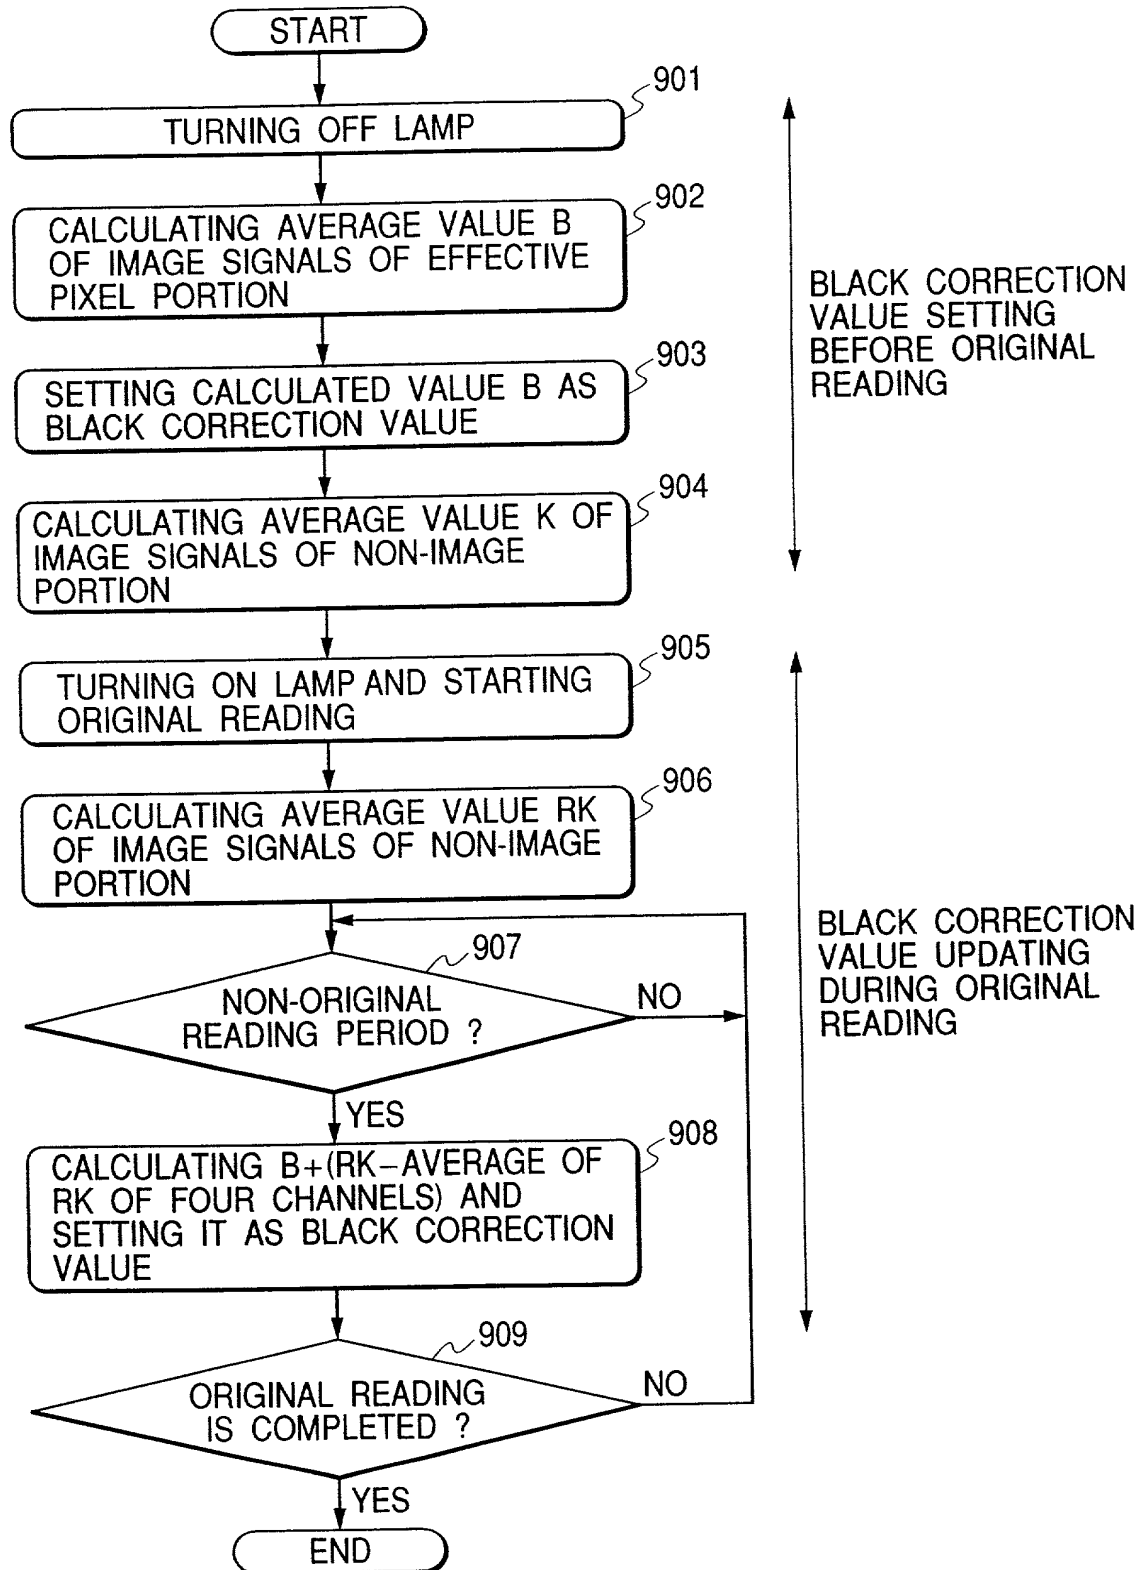 START
901
TURNING OFF LAMP
902
CALCULATING AVERAGE VALUE B
OF IMAGE SIGNALS OF EFFECTIVE
PIXEL PORTION
903
SETTING CALCULATED VALUE B AS
BLACK CORRECTION VALUE
904
CALCULATING AVERAGE VALUE K OF
IMAGE SIGNALS OF NON-IMAGE
PORTION
BLACK CORRECTION
VALUE SETTING
BEFORE ORIGINAL
READING
905
TURNING ON LAMP AND STARTING
ORIGINAL READING
906
CALCULATING AVERAGE VALUE RK
OF IMAGE SIGNALS OF NON-IMAGE
PORTION
907
NON-ORIGINAL
READING PERIOD ?
NO
YES
908
CALCULATING B+(RK–AVERAGE OF
RK OF FOUR CHANNELS) AND
SETTING IT AS BLACK CORRECTION
VALUE
BLACK CORRECTION
VALUE UPDATING
DURING ORIGINAL
READING
909
ORIGINAL READING
IS COMPLETED ?
NO
YES
END